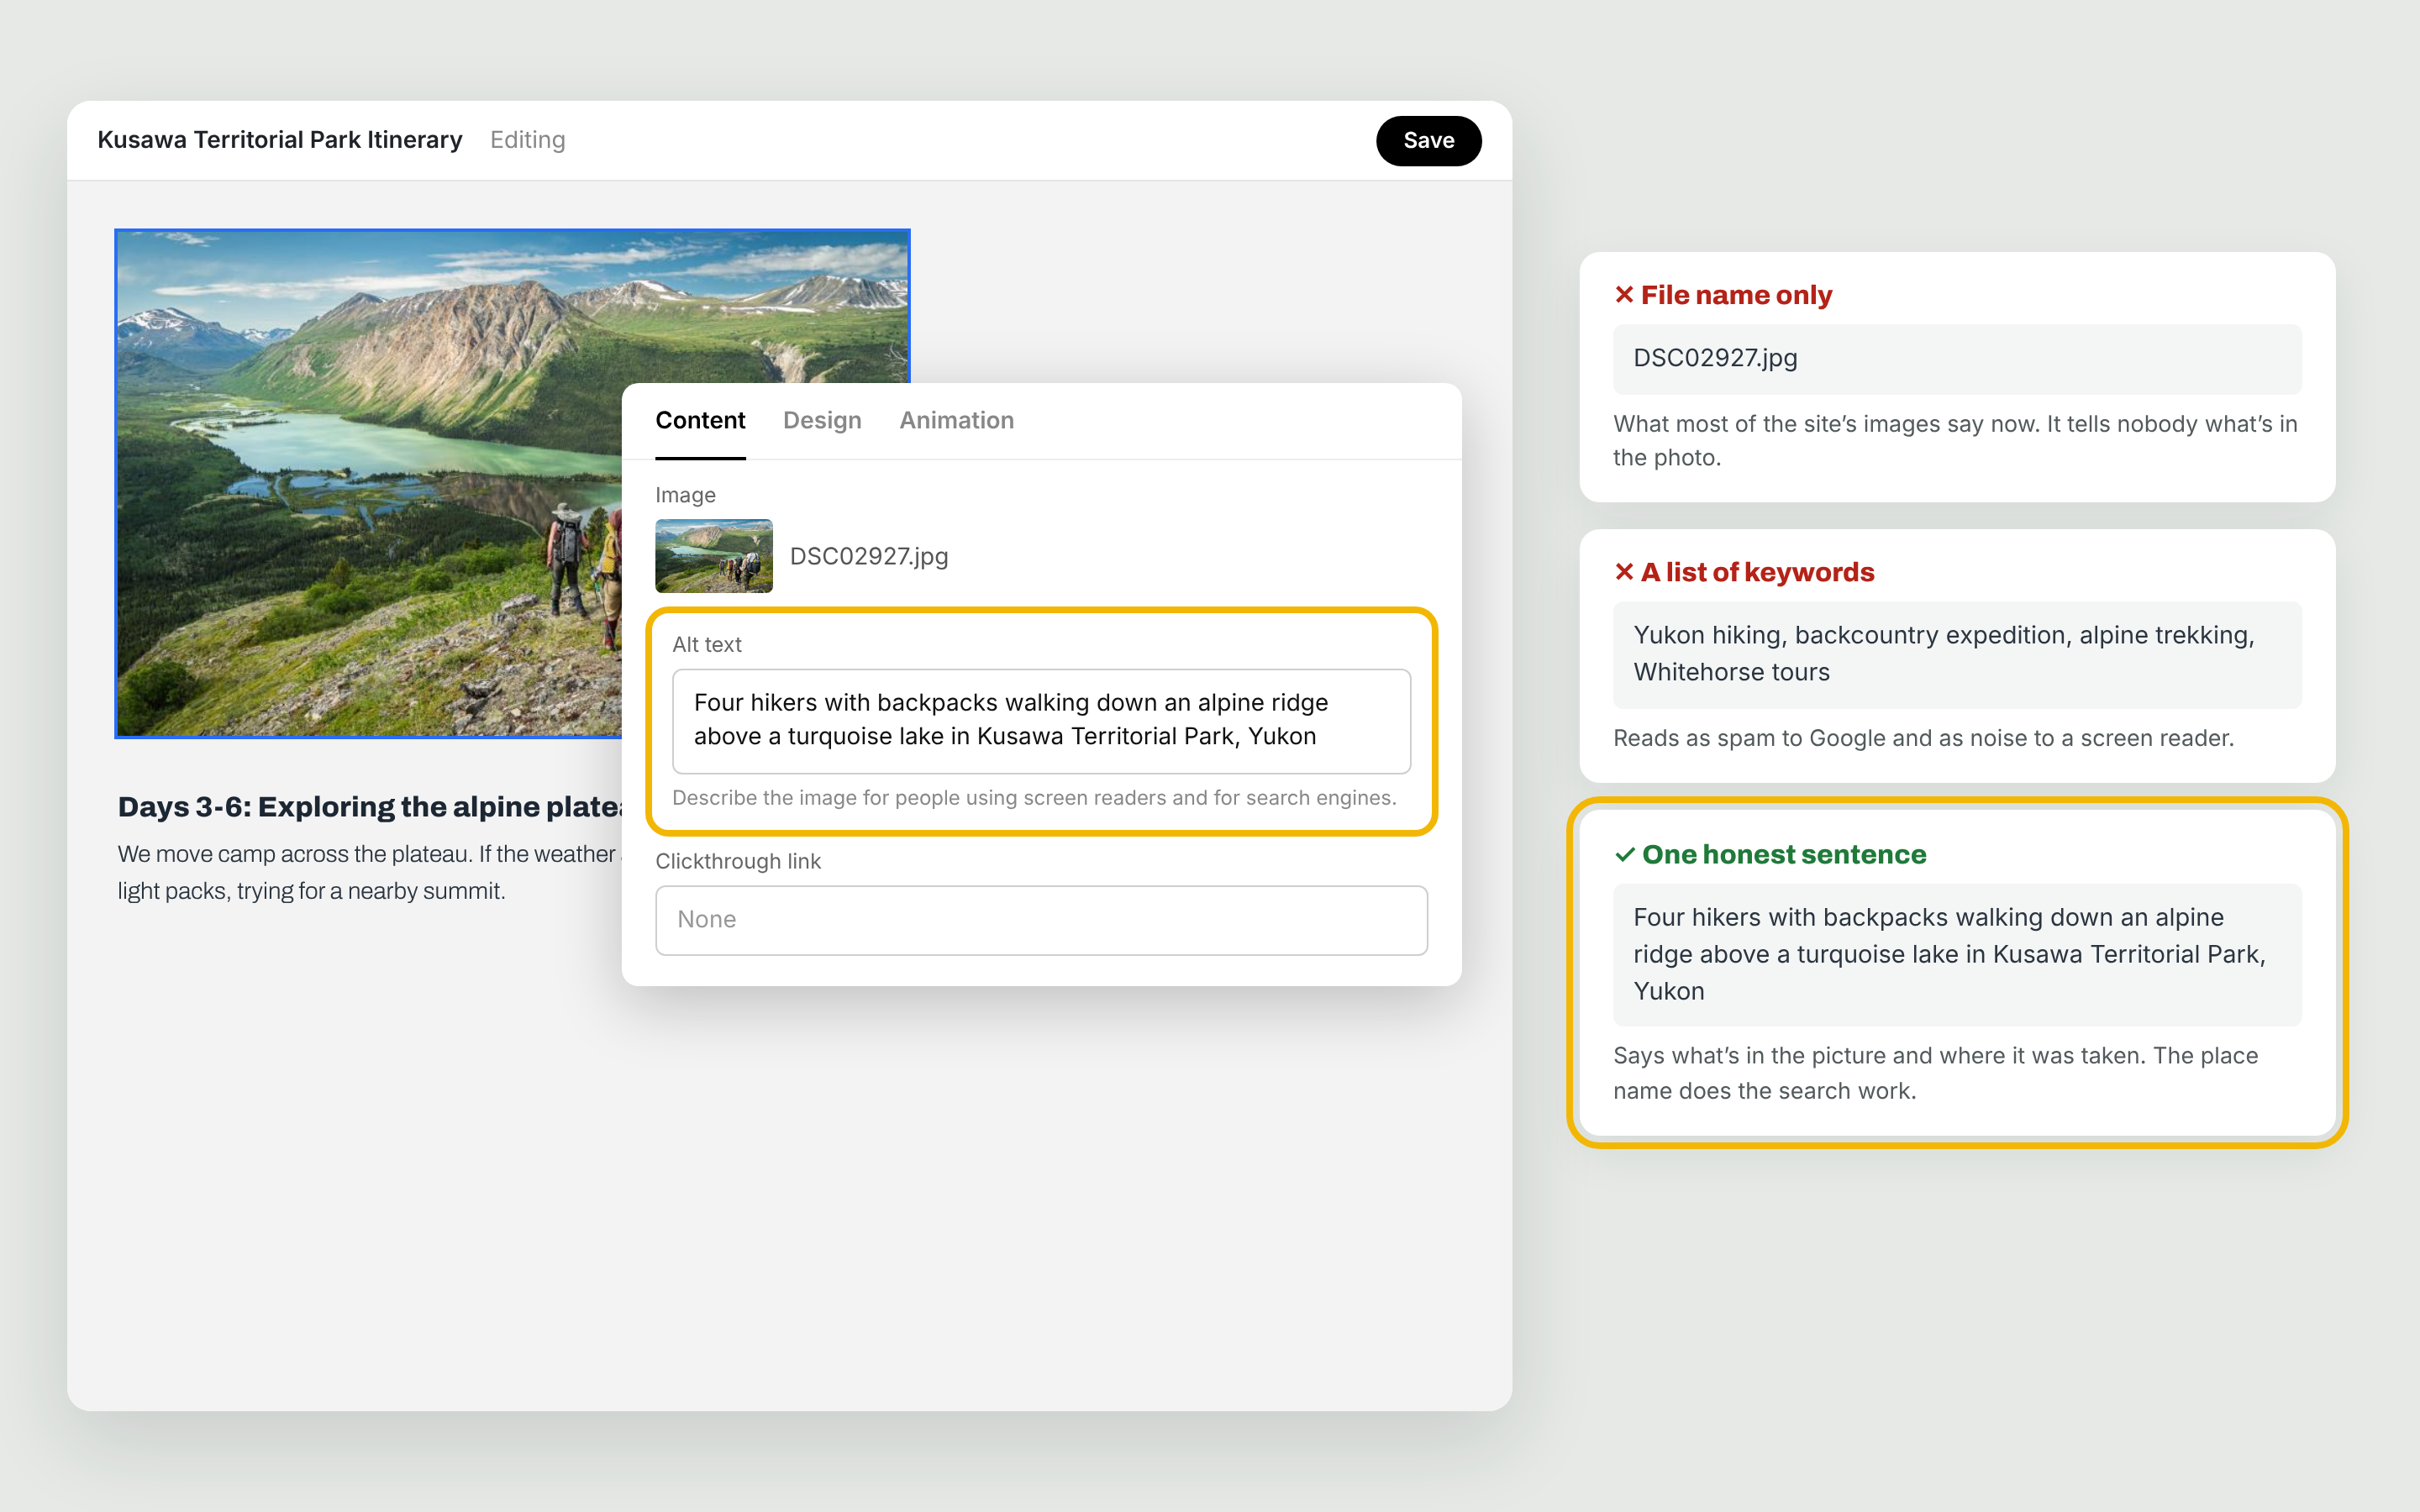 Kusawa Territorial Park Itinerary Editing
Save
Content Design Animation
Image
DSC02927.jpg
Alt text
Four hikers with backpacks walking down an alpine ridge
above a turquoise lake in Kusawa Territorial Park, Yukon
Describe the image for people using screen readers and for search engines.
Clickthrough link
None
Days 3-6: Exploring the alpine
We move camp across the plateau. If the weather
light packs, trying for a nearby summit.
✕ File name only
DSC02927.jpg
What most of the site’s images say now. It tells nobody what’s in
the photo.
✕ A list of keywords
Yukon hiking, backcountry expedition, alpine trekking,
Whitehorse tours
Reads as spam to Google and as noise to a screen reader.
✓ One honest sentence
Four hikers with backpacks walking down an alpine
ridge above a turquoise lake in Kusawa Territorial Park,
Yukon
Says what’s in the picture and where it was taken. The place
name does the search work.